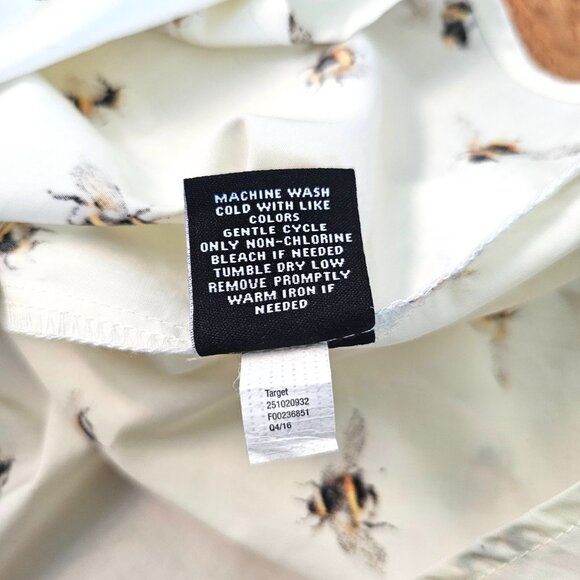 MACHINE WASH
COLD WITH LIKE
COLORS
GENTLE CYCLE
ONLY NON-CHLORINE
BLEACH IF NEEDED
TUMBLE DRY LOW
REMOVE PROMPTLY
WARM IRON IF
NEEDED
Target
251020932
F00236851
Q4/16